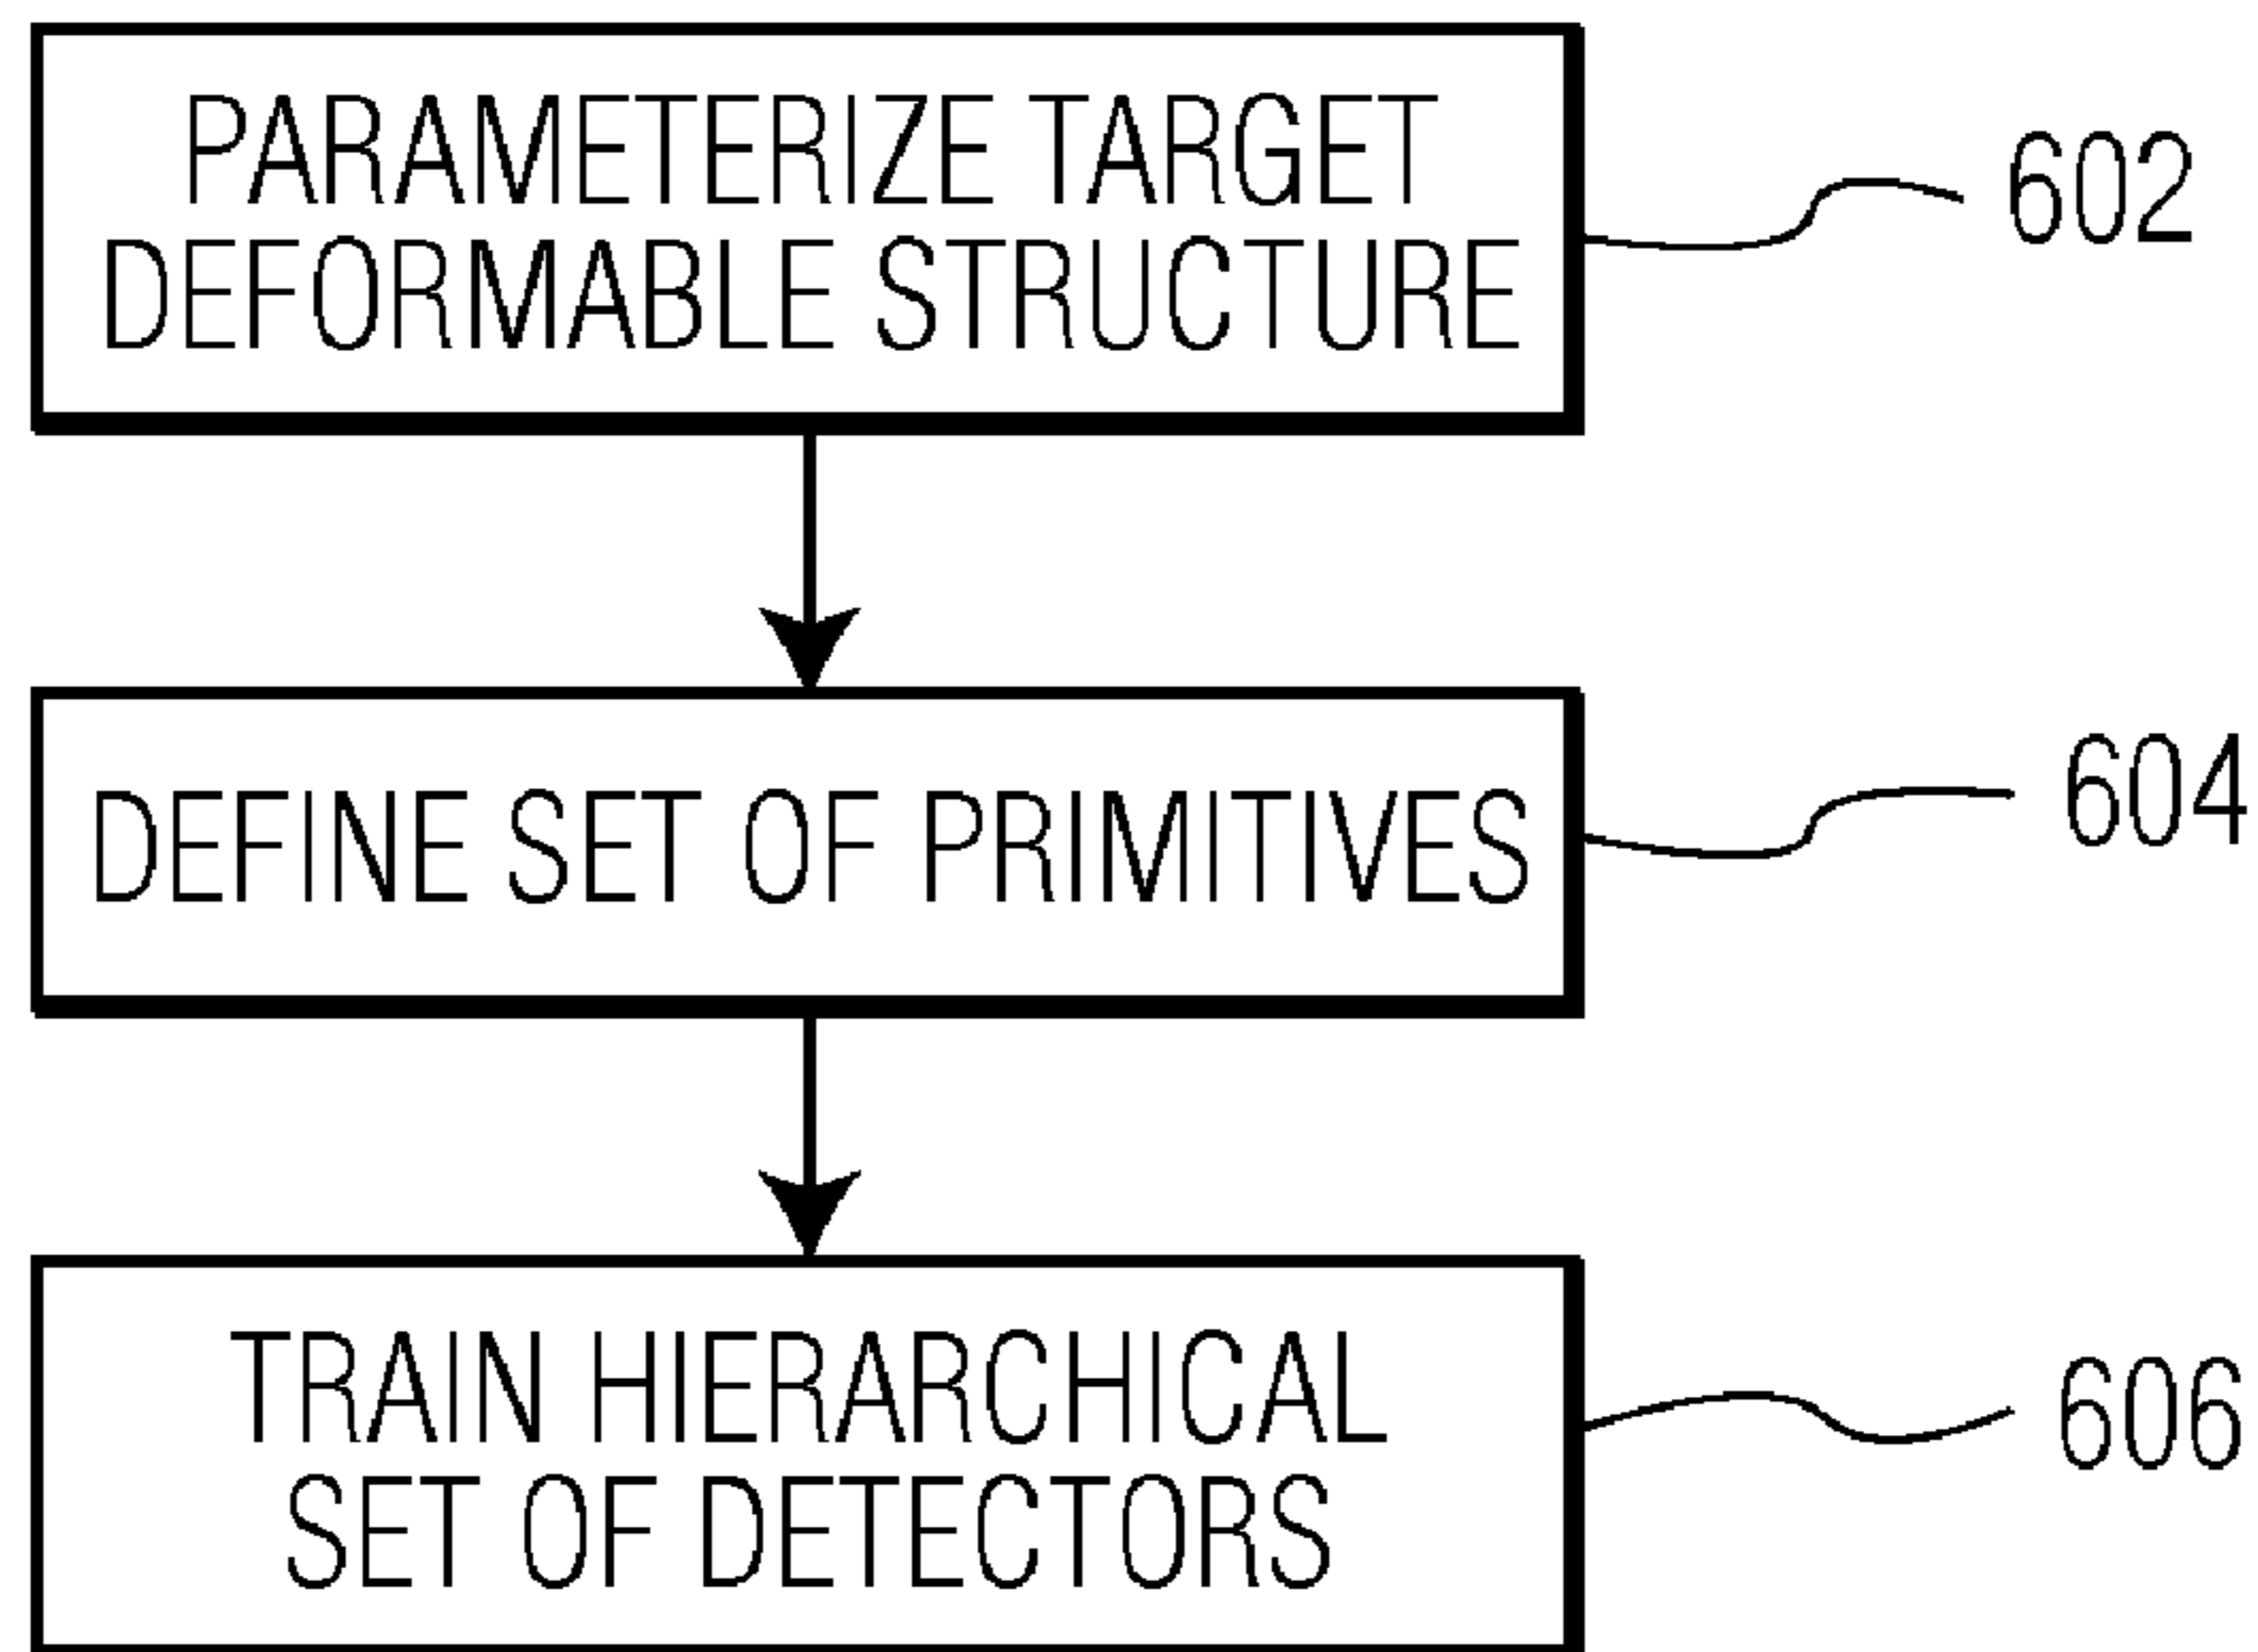 PARAMETERIZE TARGET
DEFORMABLE STRUCTURE
602
DEFINE SET OF PRIMITIVES
604
TRAIN HIERARCHICAL
SET OF DETECTORS
606